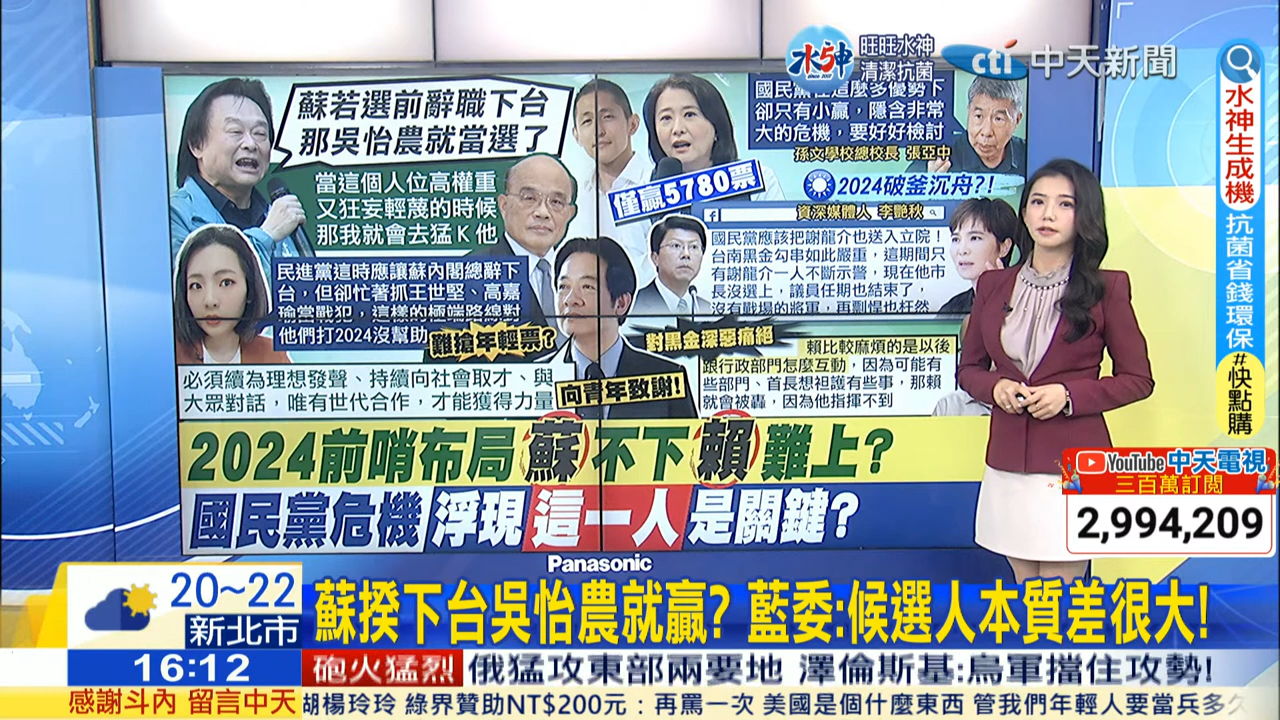 水神
旺旺水神
清潔抗菌
cti 中天新聞
蘇若選前辭職下台
那吳怡農就當選了
當這個人位高權重
又狂妄輕蔑的時候
那我就會去猛K他
僅贏5780票
卻只有小贏,隱含非常
大的危機,要好好檢討
孫文學校總校長 張亞中
2024破釜沉舟?!
資深媒體人 李艷秋
國民黨應該把謝龍介也送入立院!
台南黑金勾串如此嚴重,這期間只
有謝龍介一人不斷示警,現在他市
長沒選上,議員任期也結束了,
沒有戰場的將軍,再剽悍也枉然
民進黨這時應讓蘇內閣總辭下
台,但卻忙著抓王世堅、高嘉
瑜當戰犯,這樣的極端路線對
他們打2024沒幫助
難搶年輕票?
對黑金深惡痛絕
必須續為理想發聲、持續向社會取才、與
大眾對話,唯有世代合作,才能獲得力量
向青年致謝!
賴比較麻煩的是以後
跟行政部門怎麼互動,因為可能有
些部門、首長想袒護有些事,那賴
就會被轟,因為他指揮不到
2024前哨布局 蘇不下 賴難上?
國民黨危機 浮現 這一人 是關鍵?
Panasonic
水神生成機
抗菌省錢環保
#快點購
YouTube 中天電視
三百萬訂閱
2,994,209
20~22
新北市
16:12
蘇揆下台吳怡農就贏? 藍委:候選人本質差很大!
砲火猛烈 俄猛攻東部兩要地 澤倫斯基:烏軍擋住攻勢!
感謝斗內 留言中天
湖楊玲玲 綠界贊助NT$200元:再罵一次 美國是個什麼東西 管我們年輕人要當兵多久